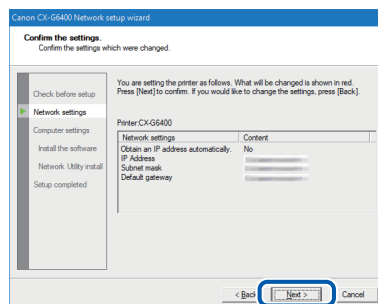 Canon CX-G6400 Network setup wizard
Confirm the settings.
Confirm the settings which were changed.
Check before setup
Network settings
Computer settings
Install the software
Network Utility install
Setup completed
You are setting the printer as follows. What will be changed is shown in red.
Press [Next] to confirm. If you would like to change the settings, press [Back].
Printer:CX-G6400
Network settings Content
Obtain an IP address automatically. No
IP Address
Subnet mask
Default gateway
< Back Next > Cancel